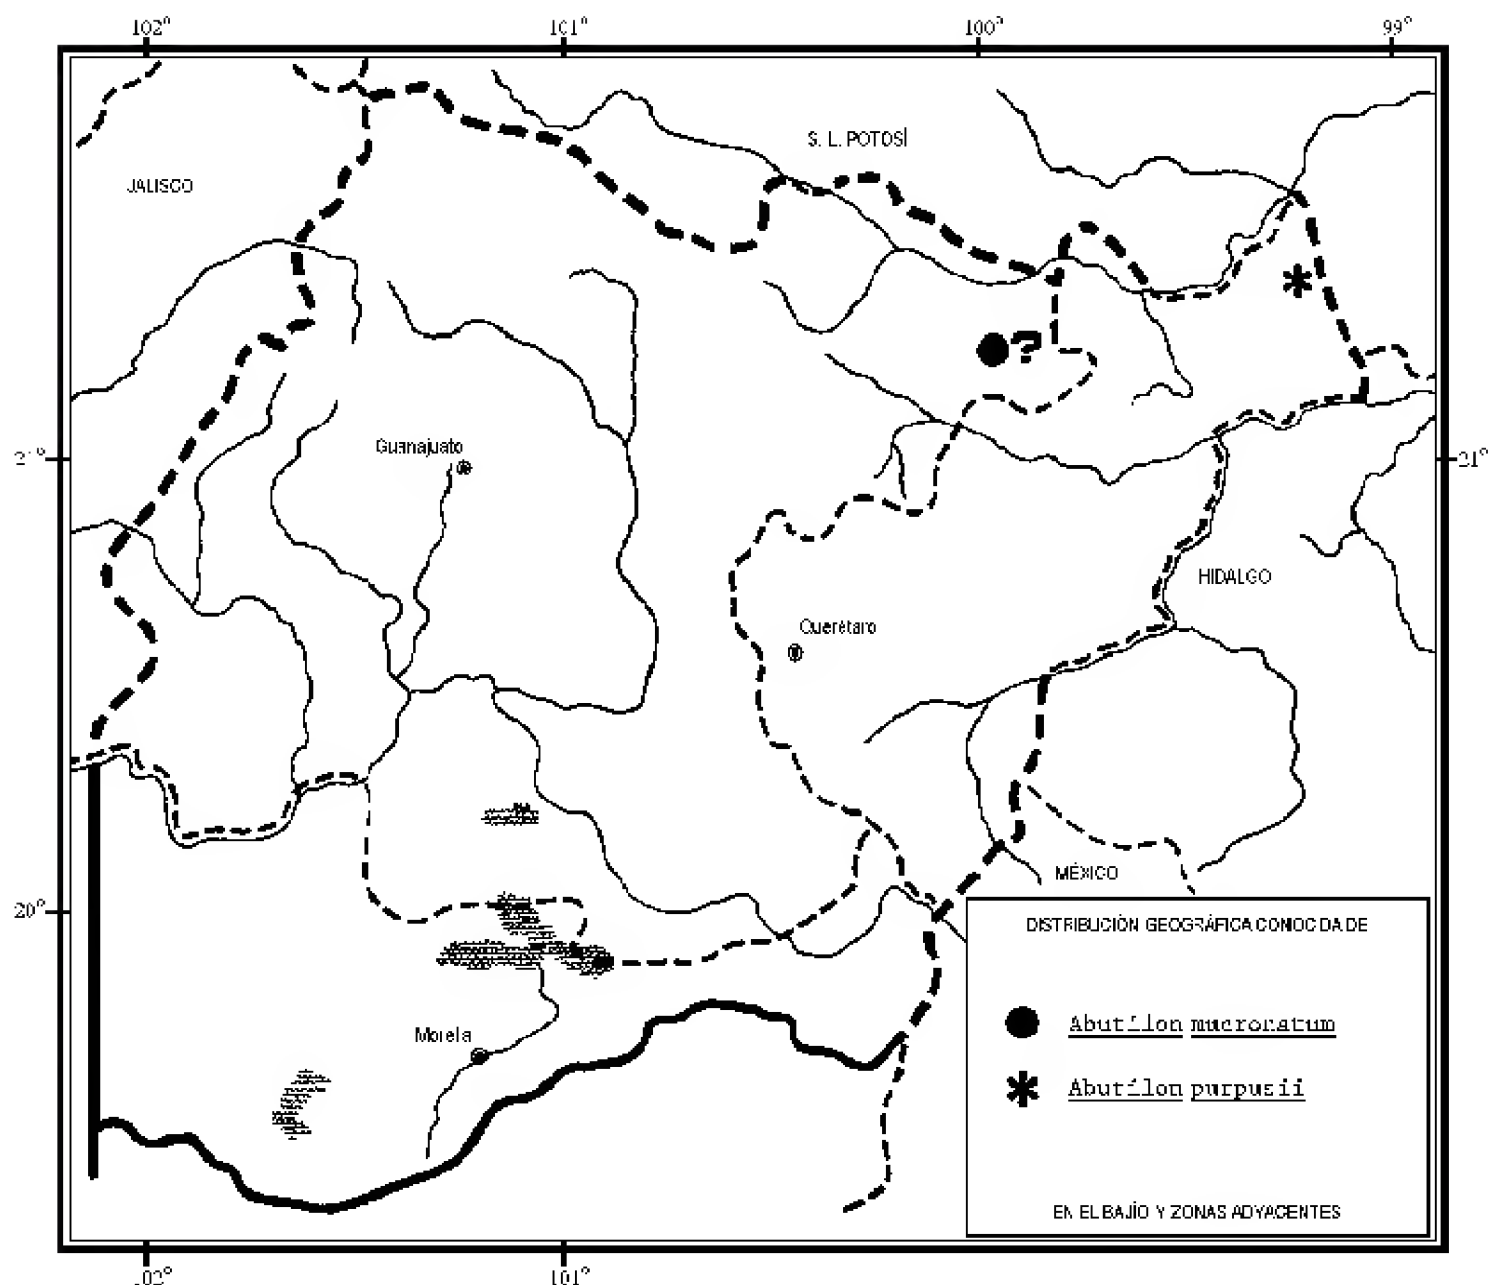 102° 101° 100° 99°
S. L. POTOSÍ
JALISCO
?
Guanajuato
21° 21°
HIDALGO
Querétaro
MÉXICO
20°
DISTRIBUCIÓN GEOGRÁFICA CONOCIDA DE
Abutilon mucronatum
Morelia
Abutilon purpusii
EN EL BAJÍO Y ZONAS ADYACENTES
102° 101°